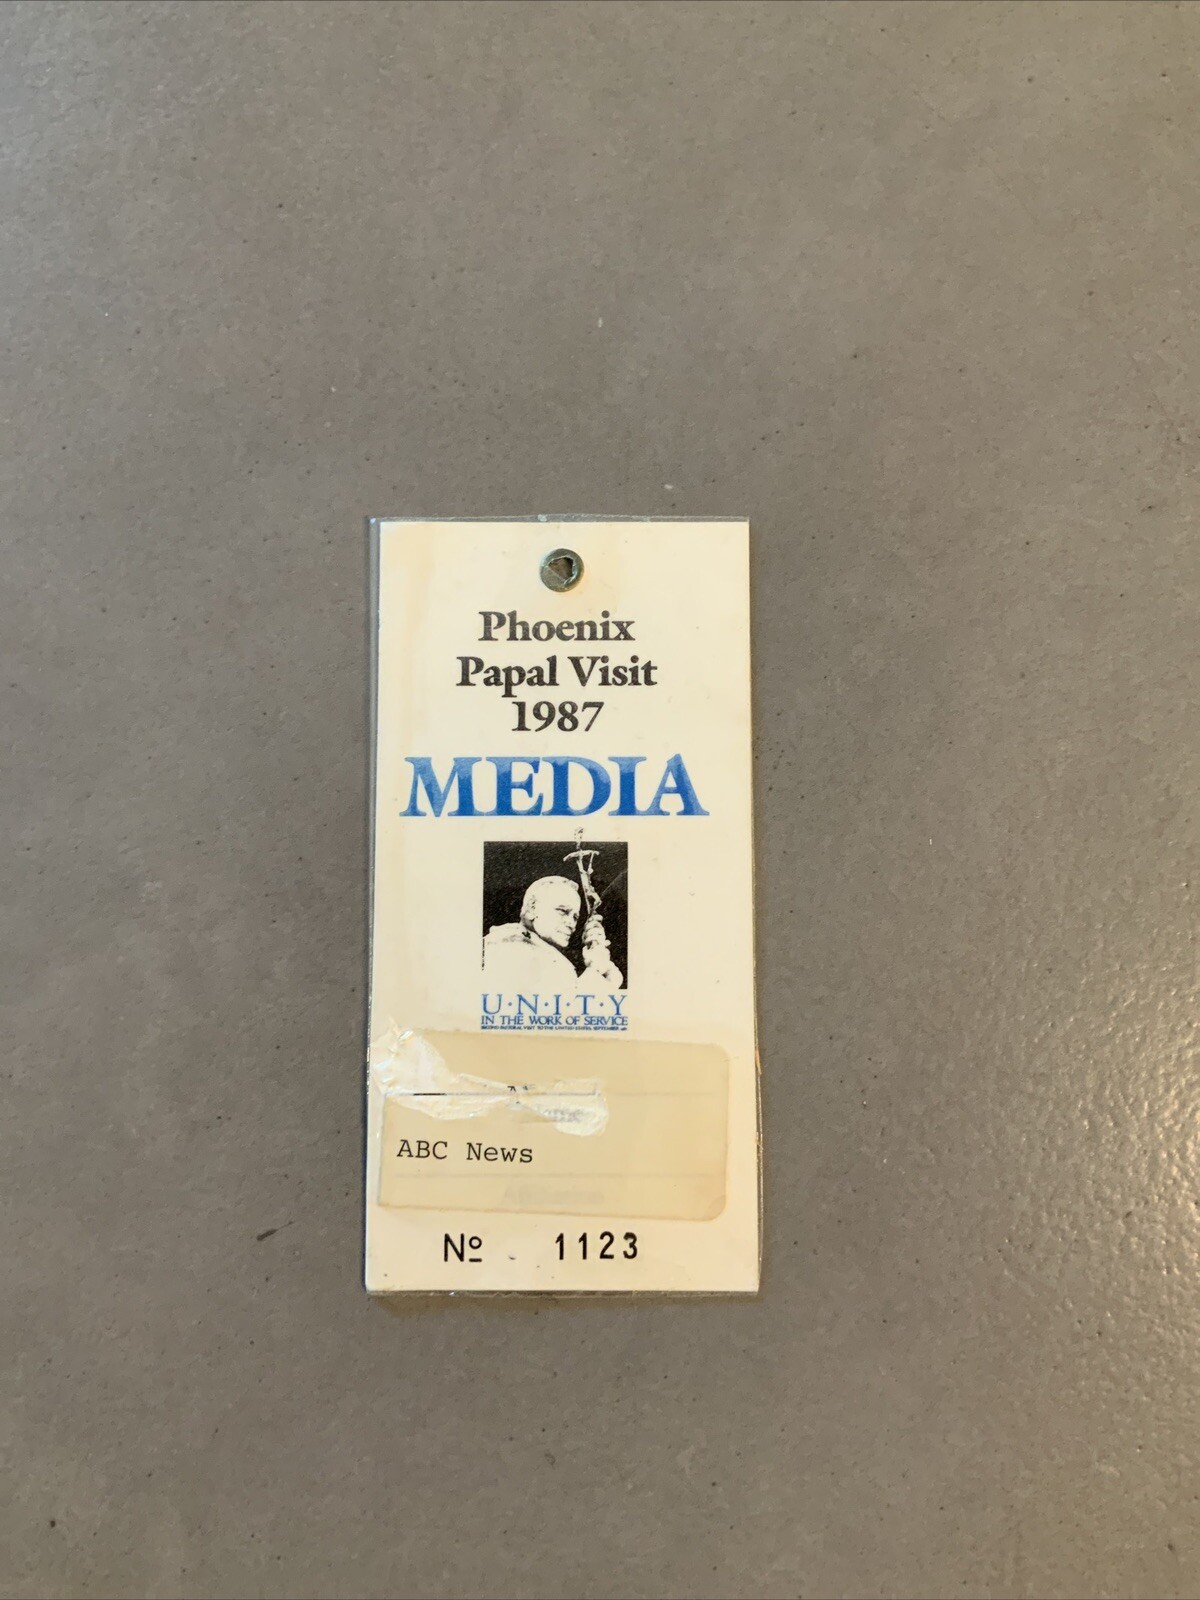 Phoenix
Papal Visit
1987
MEDIA
U·N·I·T·Y
IN THE WORK OF SERVICE
ABC News
Nº 1123